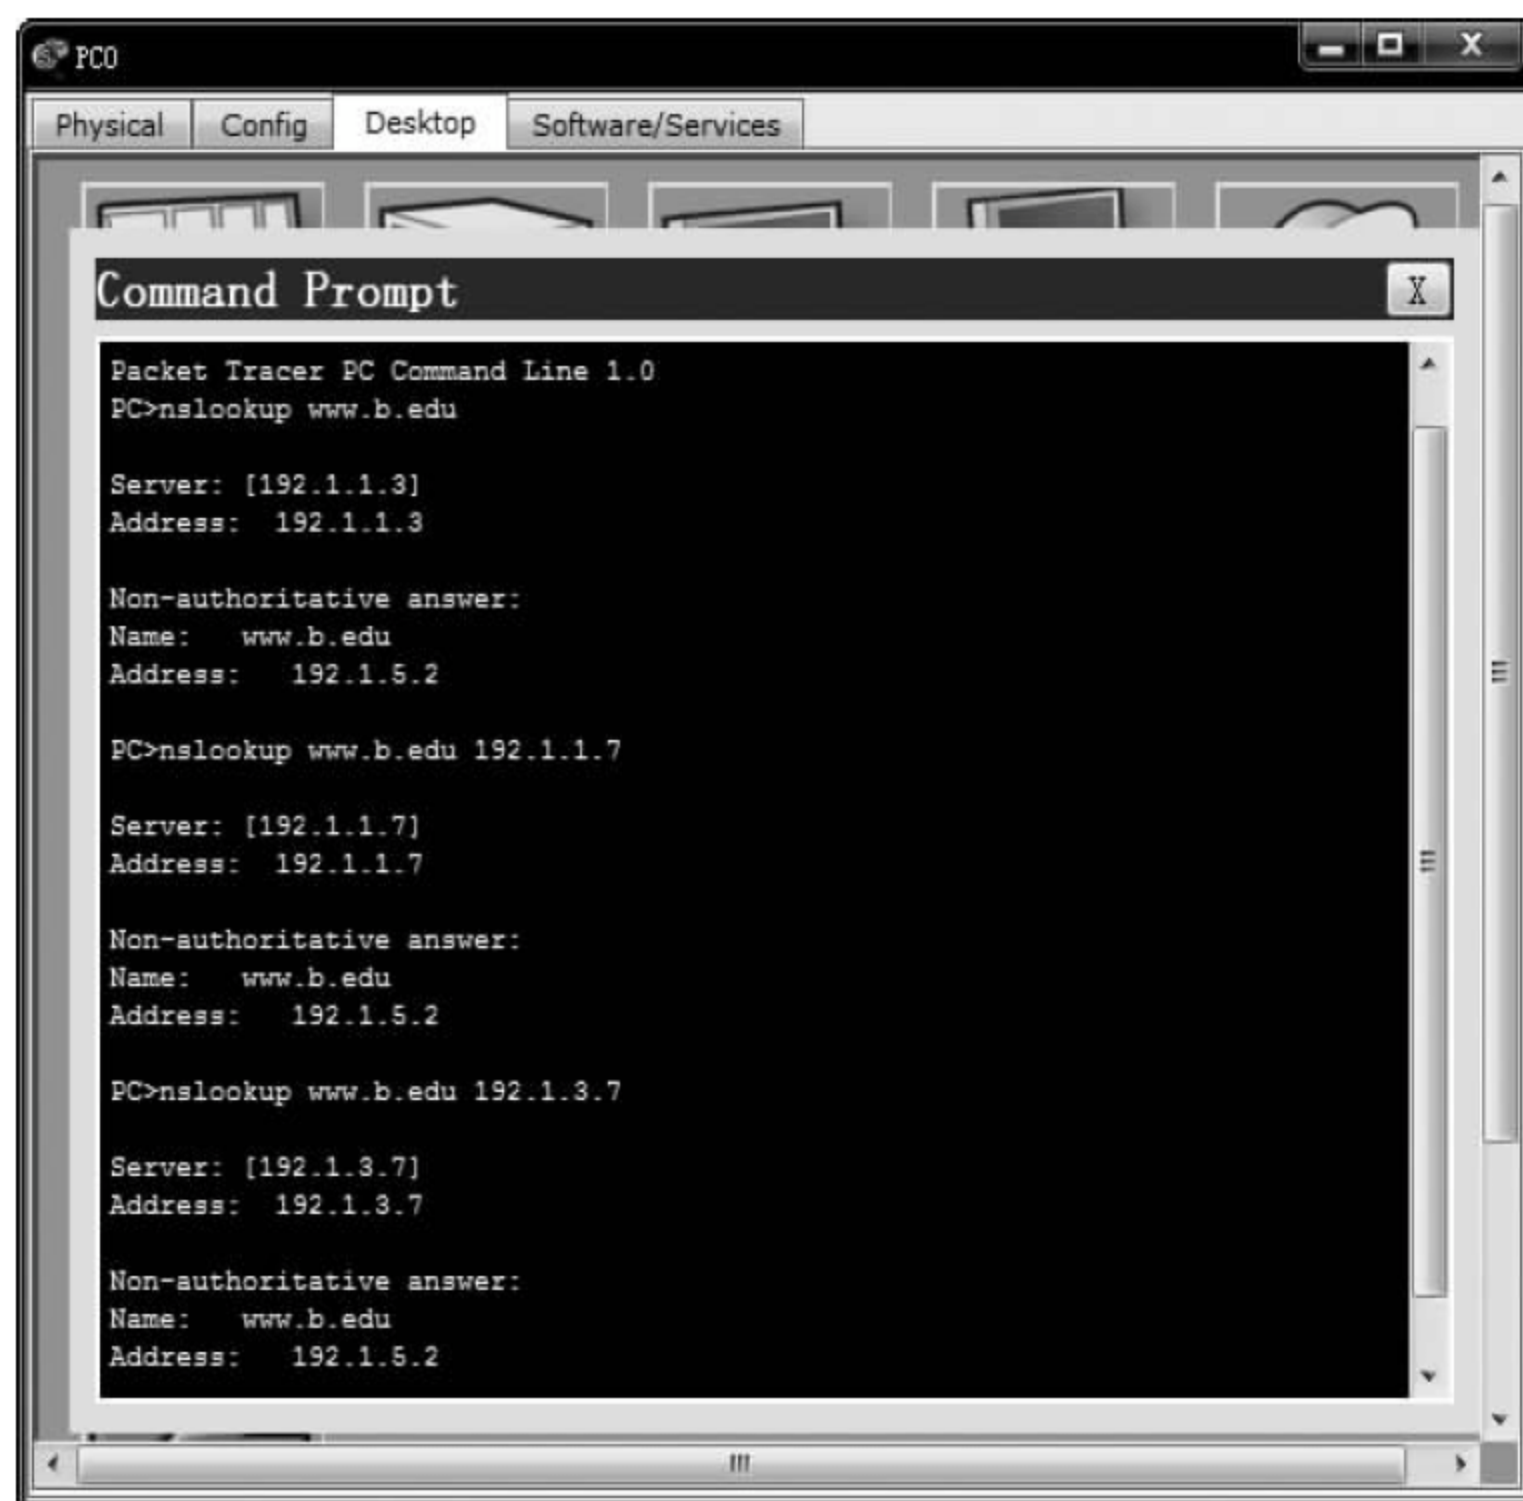 PC0
Physical Config Desktop Software/Services
Command Prompt
X
Packet Tracer PC Command Line 1.0
PC>nslookup www.b.edu
Server: [192.1.1.3]
Address:  192.1.1.3
Non-authoritative answer:
Name:   www.b.edu
Address:   192.1.5.2
PC>nslookup www.b.edu 192.1.1.7
Server: [192.1.1.7]
Address:  192.1.1.7
Non-authoritative answer:
Name:   www.b.edu
Address:   192.1.5.2
PC>nslookup www.b.edu 192.1.3.7
Server: [192.1.3.7]
Address:  192.1.3.7
Non-authoritative answer:
Name:   www.b.edu
Address:   192.1.5.2